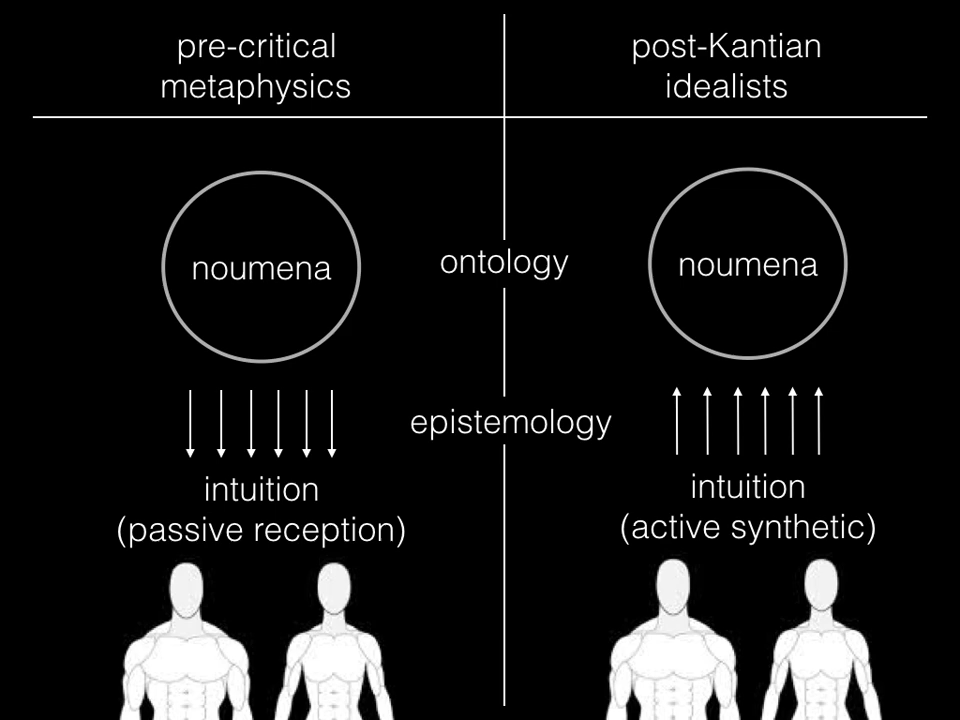 pre-critical
metaphysics
post-Kantian
idealists
noumena
ontology
noumena
epistemology
intuition
(passive reception)
intuition
(active synthetic)